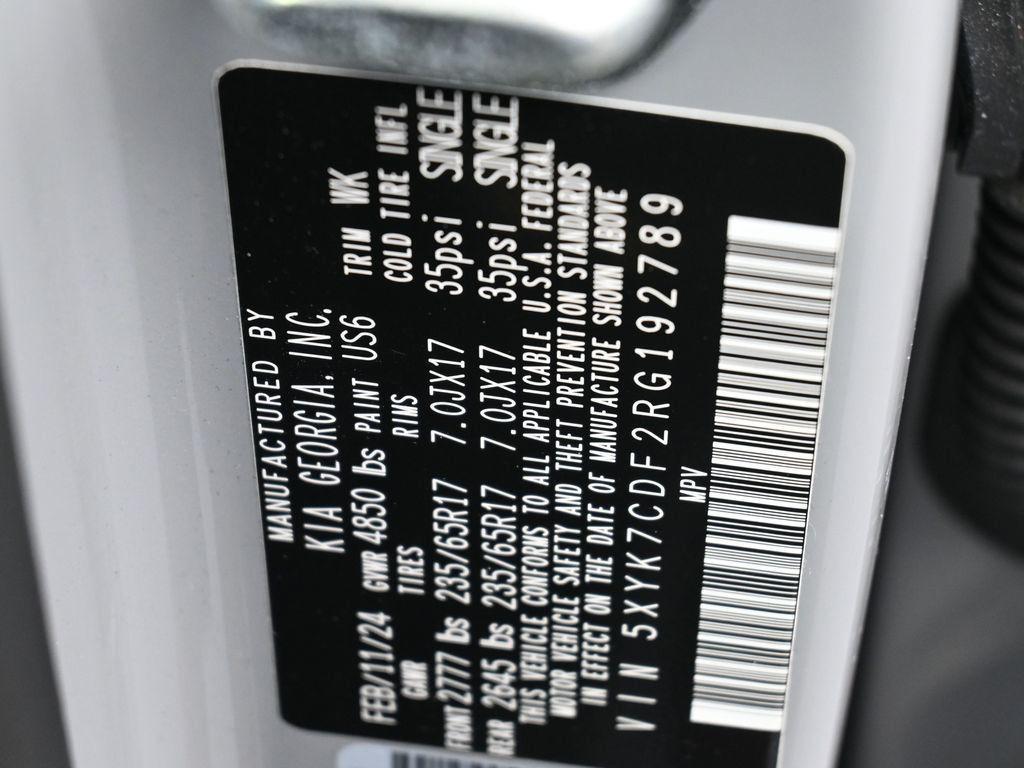 MANUFACTURED BY
KIA GEORGIA, INC.
FEB/11/24 GVWR 4850 lbs PAINT US6 TRIM WK
GAWR TIRES RIMS COLD TIRE INFL
FRONT 2777 lbs 235/65R17 7.0JX17 35psi SINGLE
REAR 2645 lbs 235/65R17 7.0JX17 35psi SINGLE
THIS VEHICLE CONFORMS TO ALL APPLICABLE U.S.A. FEDERAL
MOTOR VEHICLE SAFETY AND THEFT PREVENTION STANDARDS
IN EFFECT ON THE DATE OF MANUFACTURE SHOWN ABOVE
VIN 5XYK7CDF2RG192789
MPV